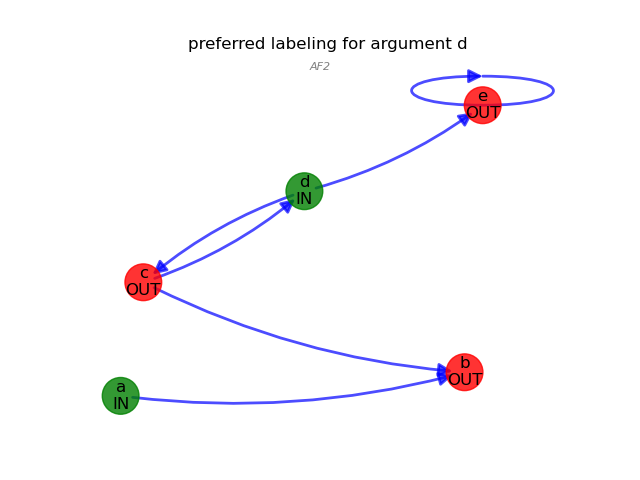 preferred labeling for argument d
AF2
e
OUT
d
IN
c
OUT
b
OUT
a
IN